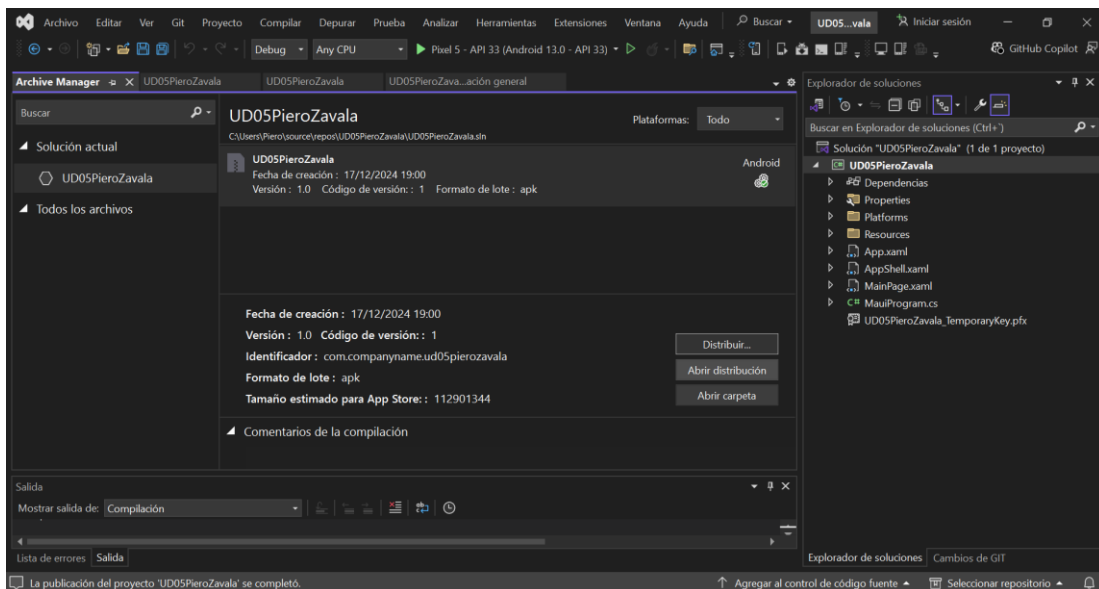 Archivo Editar Ver Git Proyecto Compilar Depurar Prueba Analizar Herramientas Extensiones Ventana Ayuda Buscar UD05...vala Iniciar sesión
Debug Any CPU Pixel 5 - API 33 (Android 13.0 - API 33) GitHub Copilot
Archive Manager UD05PieroZavala UD05PieroZavala UD05PieroZava...ación general
Buscar
Solución actual
UD05PieroZavala
Todos los archivos
UD05PieroZavala
Plataformas: Todo
C:\Users\Piero\source\repos\UD05PieroZavala\UD05PieroZavala.sln
UD05PieroZavala
Android
Fecha de creación : 17/12/2024 19:00
Versión : 1.0 Código de versión: : 1 Formato de lote : apk
Fecha de creación : 17/12/2024 19:00
Versión : 1.0 Código de versión: : 1
Identificador : com.companyname.ud05pierozavala
Formato de lote : apk
Tamaño estimado para App Store: : 112901344
Distribuir...
Abrir distribución
Abrir carpeta
Comentarios de la compilación
Salida
Mostrar salida de: Compilación
Lista de errores Salida
Explorador de soluciones
Buscar en Explorador de soluciones (Ctrl+')
Solución "UD05PieroZavala" (1 de 1 proyecto)
C# UD05PieroZavala
Dependencias
Properties
Platforms
Resources
App.xaml
AppShell.xaml
MainPage.xaml
C# MauiProgram.cs
UD05PieroZavala_TemporaryKey.pfx
Explorador de soluciones Cambios de GIT
La publicación del proyecto 'UD05PieroZavala' se completó.
Agregar al control de código fuente Seleccionar repositorio